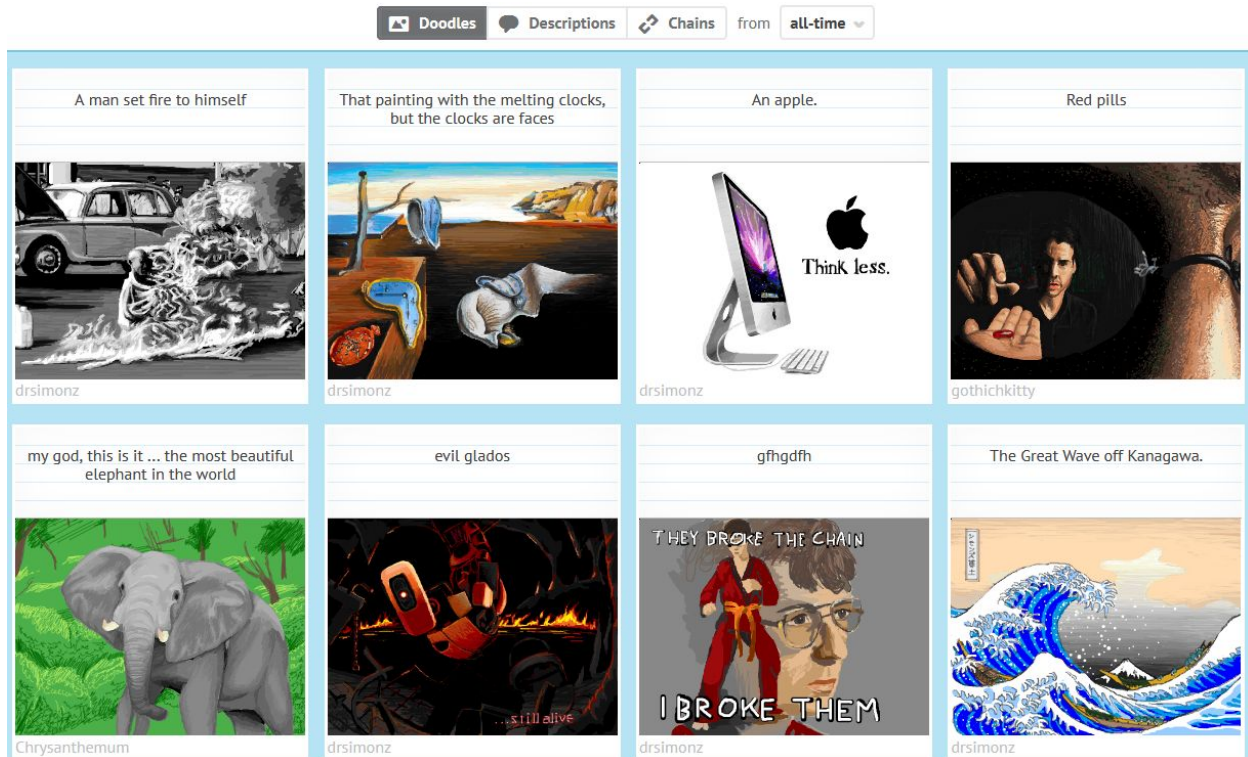 Doodles Descriptions Chains from all-time
A man set fire to himself
That painting with the melting clocks,
but the clocks are faces
An apple.
Red pills
Think less.
drsimonz
drsimonz
drsimonz
gothichkitty
my god, this is it ... the most beautiful
elephant in the world
evil glados
gfhgdfh
The Great Wave off Kanagawa.
...still alive
THEY BROKE THE CHAIN
I BROKE THEM
Chrysanthemum
drsimonz
drsimonz
drsimonz